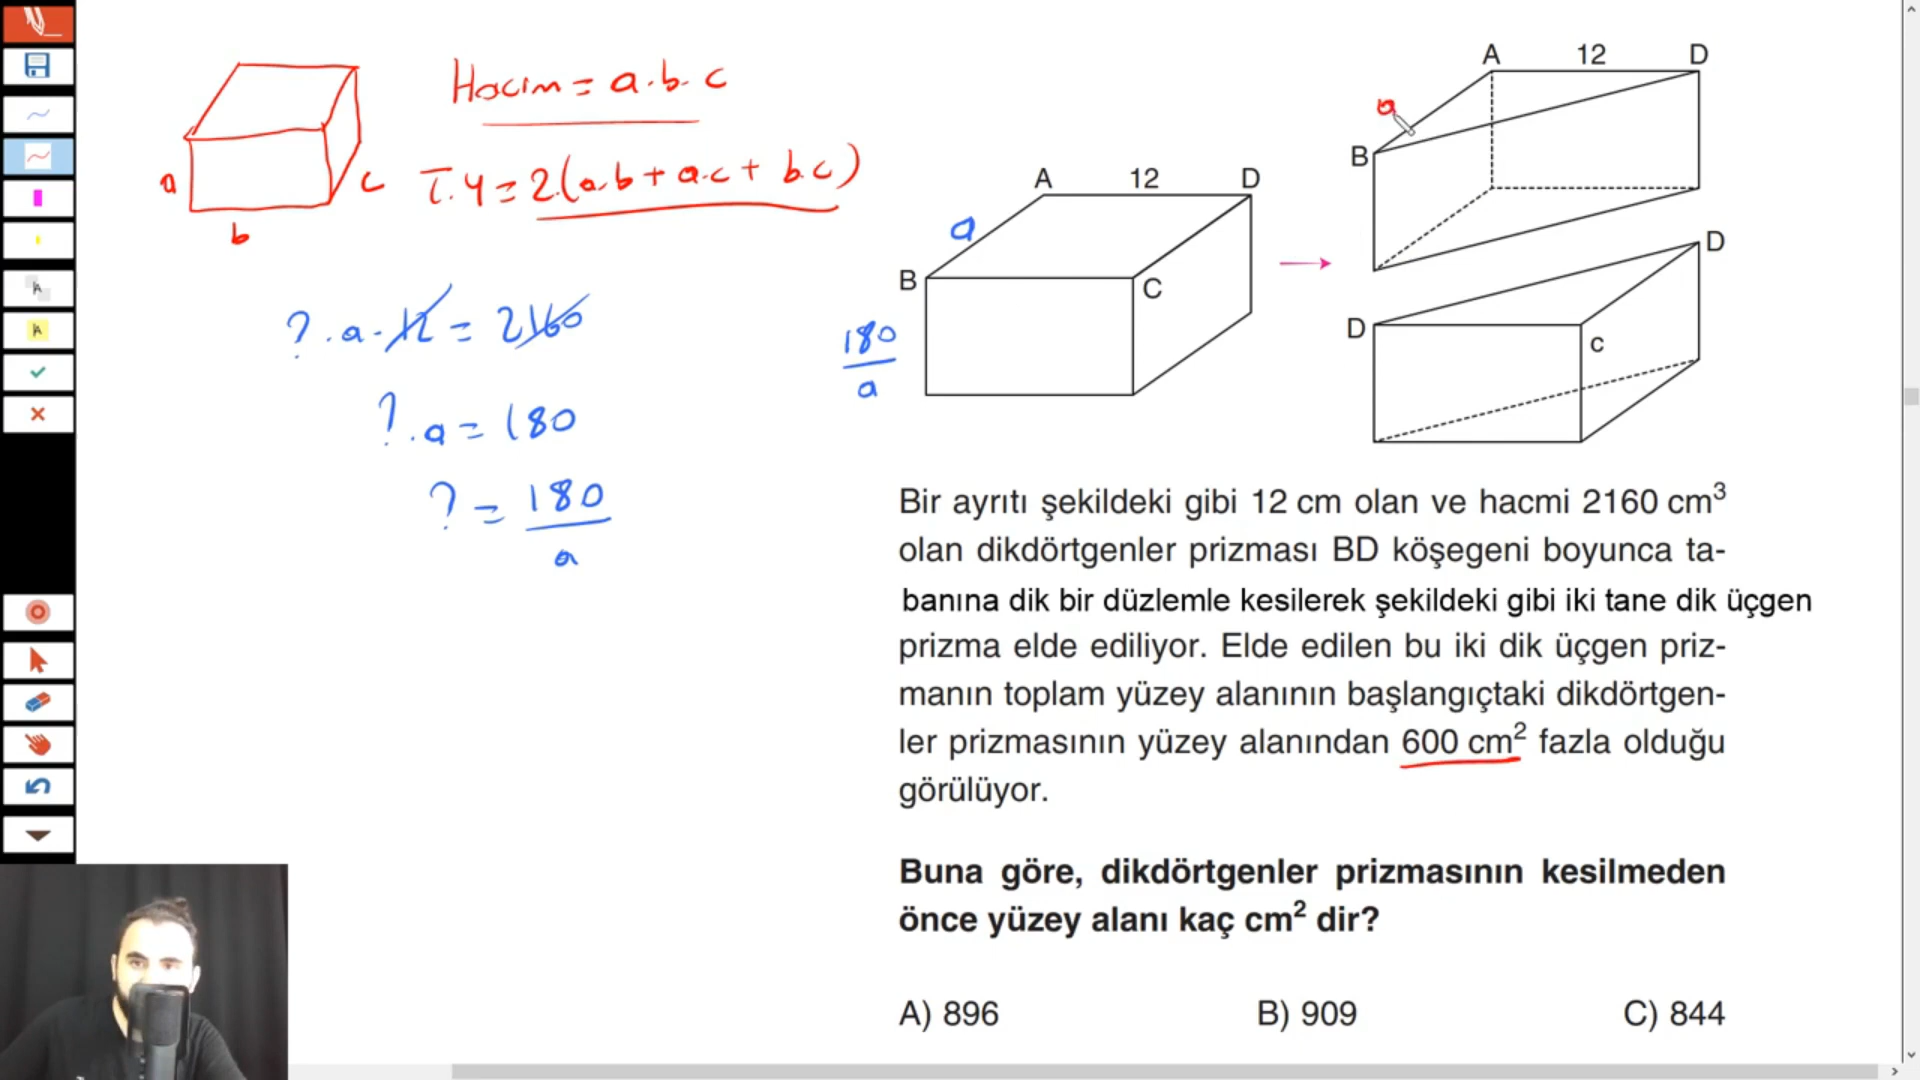 Hacim = a.b.c
T.Y = 2.(a.b + a.c + b.c)
a
b
c
? . a . 12 = 2160
? . a = 180
? = 180
a
A 12 D
a
B
C
180
a
A 12 D
a
B
D
D
c
Bir ayrıtı şekildeki gibi 12 cm olan ve hacmi 2160 cm³
olan dikdörtgenler prizması BD köşegeni boyunca ta-
banına dik bir düzlemle kesilerek şekildeki gibi iki tane dik üçgen
prizma elde ediliyor. Elde edilen bu iki dik üçgen priz-
manın toplam yüzey alanının başlangıçtaki dikdörtgen-
ler prizmasının yüzey alanından 600 cm² fazla olduğu
görülüyor.
Buna göre, dikdörtgenler prizmasının kesilmeden
önce yüzey alanı kaç cm² dir?
A) 896 B) 909 C) 844